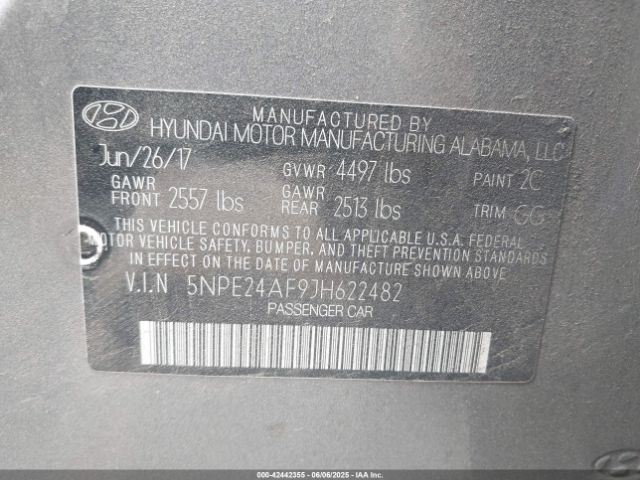 MANUFACTURED BY
HYUNDAI MOTOR MANUFACTURING ALABAMA, LLC
Jun/26/17 GVWR 4497 lbs PAINT 2C
GAWR FRONT 2557 lbs GAWR REAR 2513 lbs TRIM GG
THIS VEHICLE CONFORMS TO ALL APPLICABLE U.S.A. FEDERAL
MOTOR VEHICLE SAFETY, BUMPER, AND THEFT PREVENTION STANDARDS
IN EFFECT ON THE DATE OF MANUFACTURE SHOWN ABOVE.
V.I.N 5NPE24AF9JH622482
PASSENGER CAR
000-42442355 - 06/06/2025 - IAA Inc.